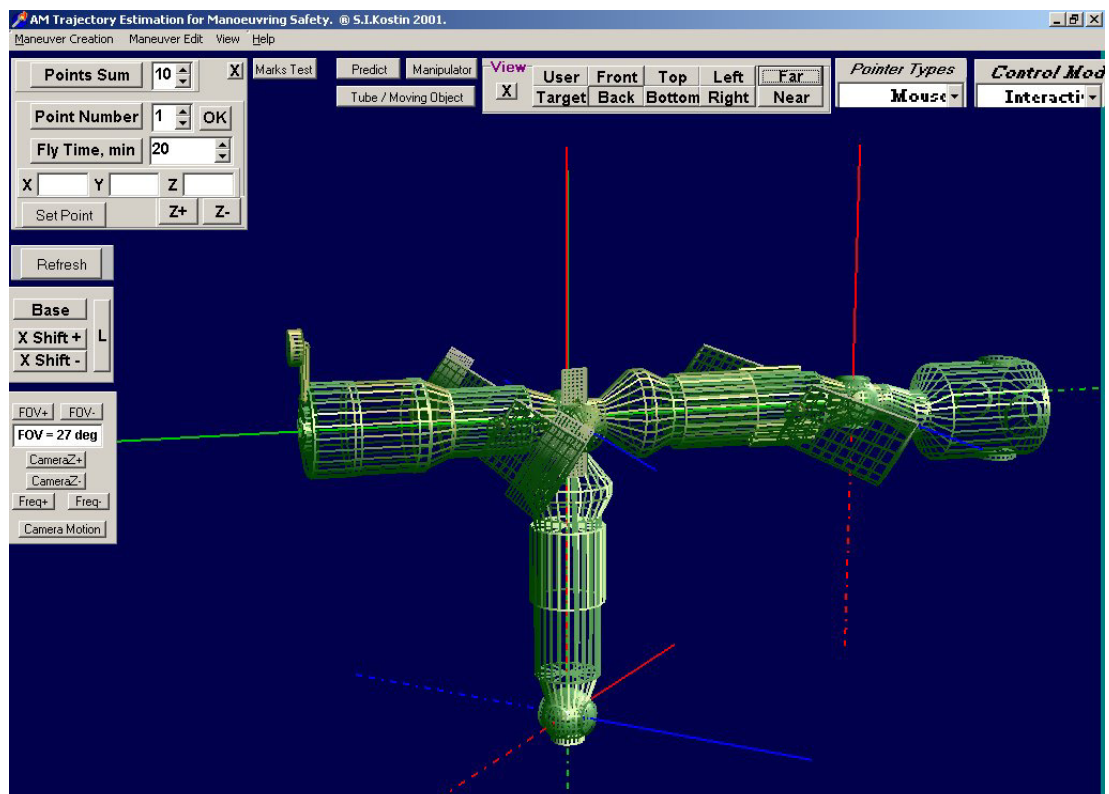 AM Trajectory Estimation for Manoeuvring Safety. ® S.I.Kostin 2001.
Maneuver Creation Maneuver Edit View Help
Points Sum 10 X
Point Number 1 OK
Fly Time, min 20
X Y Z
Set Point Z+ Z-
Marks Test
Predict Manipulator
Tube / Moving Object
View
X
User Front Top Left Far
Target Back Bottom Right Near
Pointer Types
Mouse
Control Mod
Interacti
Refresh
Base
X Shift +
X Shift -
L
FOV+ FOV-
FOV = 27 deg
CameraZ+
CameraZ-
Freq+ Freq-
Camera Motion